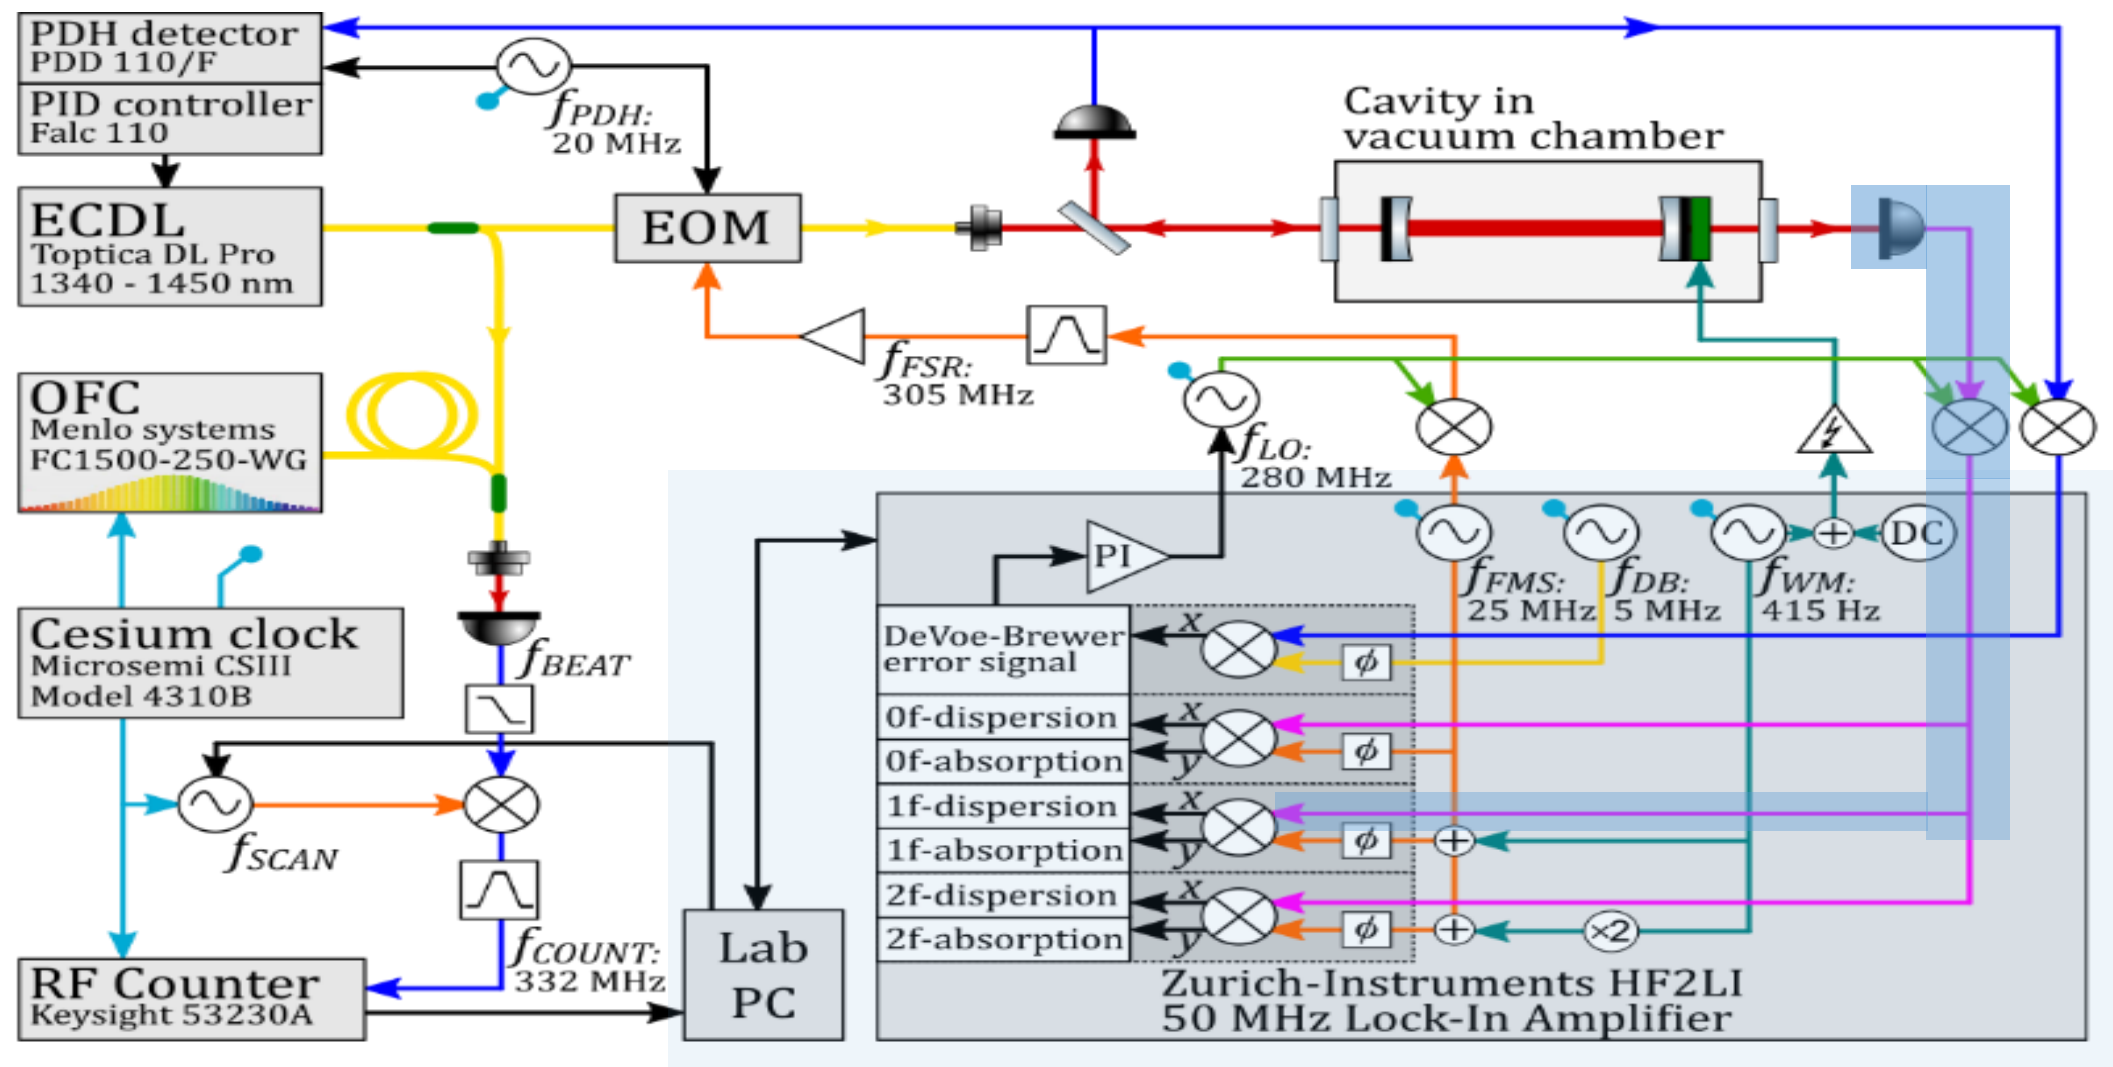 PDH detector
PDD 110/F
PID controller
Falc 110
fPDH:
20 MHz
Cavity in
vacuum chamber
ECDL
Toptica DL Pro
1340 - 1450 nm
EOM
fFSR:
305 MHz
OFC
Menlo systems
FC1500-250-WG
fLO:
280 MHz
PI
DC
fFMS:
25 MHz
fDB:
5 MHz
fWM:
415 Hz
Cesium clock
Microsemi CSIII
Model 4310B
fBEAT
DeVoe-Brewer
error signal
x
ϕ
0f-dispersion
x
0f-absorption
y
ϕ
1f-dispersion
x
1f-absorption
y
ϕ
2f-dispersion
x
2f-absorption
y
ϕ
×2
fSCAN
fCOUNT:
332 MHz
RF Counter
Keysight 53230A
Lab
PC
Zurich-Instruments HF2LI
50 MHz Lock-In Amplifier